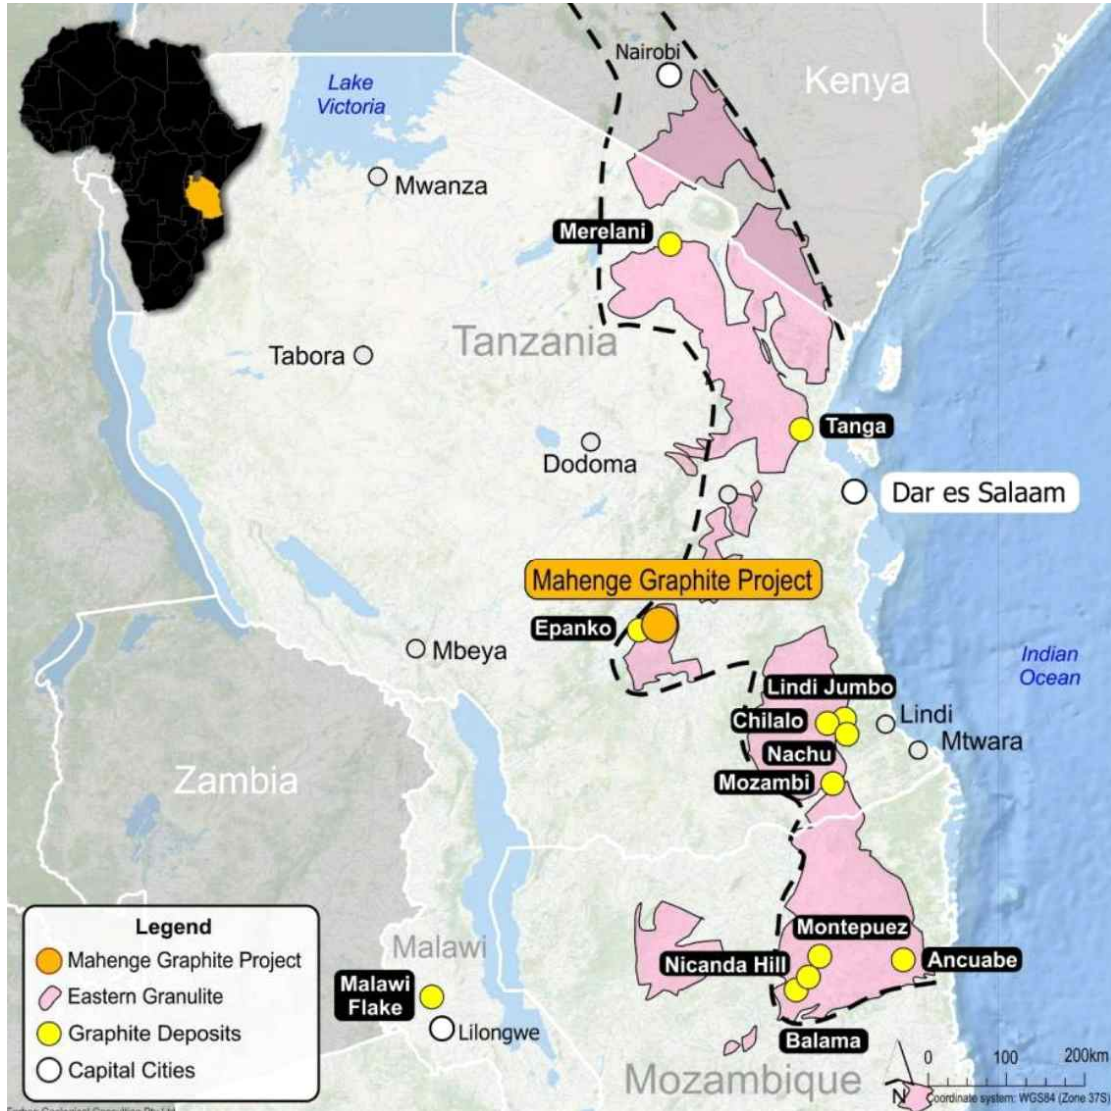 Nairobi
Kenya
Lake
Victoria
Mwanza
Merelani
Tanzania
Tabora
Tanga
Dodoma
Dar es Salaam
Mahenge Graphite Project
Epanko
Mbeya
Indian
Ocean
Lindi Jumbo
Chilalo
Lindi
Mtwara
Nachu
Mozambi
Zambia
Legend
Mahenge Graphite Project
Eastern Granulite
Graphite Deposits
Capital Cities
Malawi
Malawi
Flake
Lilongwe
Montepuez
Nicanda Hill
Ancuabe
Balama
Mozambique
N
0 100 200km
Coordinate system: WGS84 (Zone 37S)